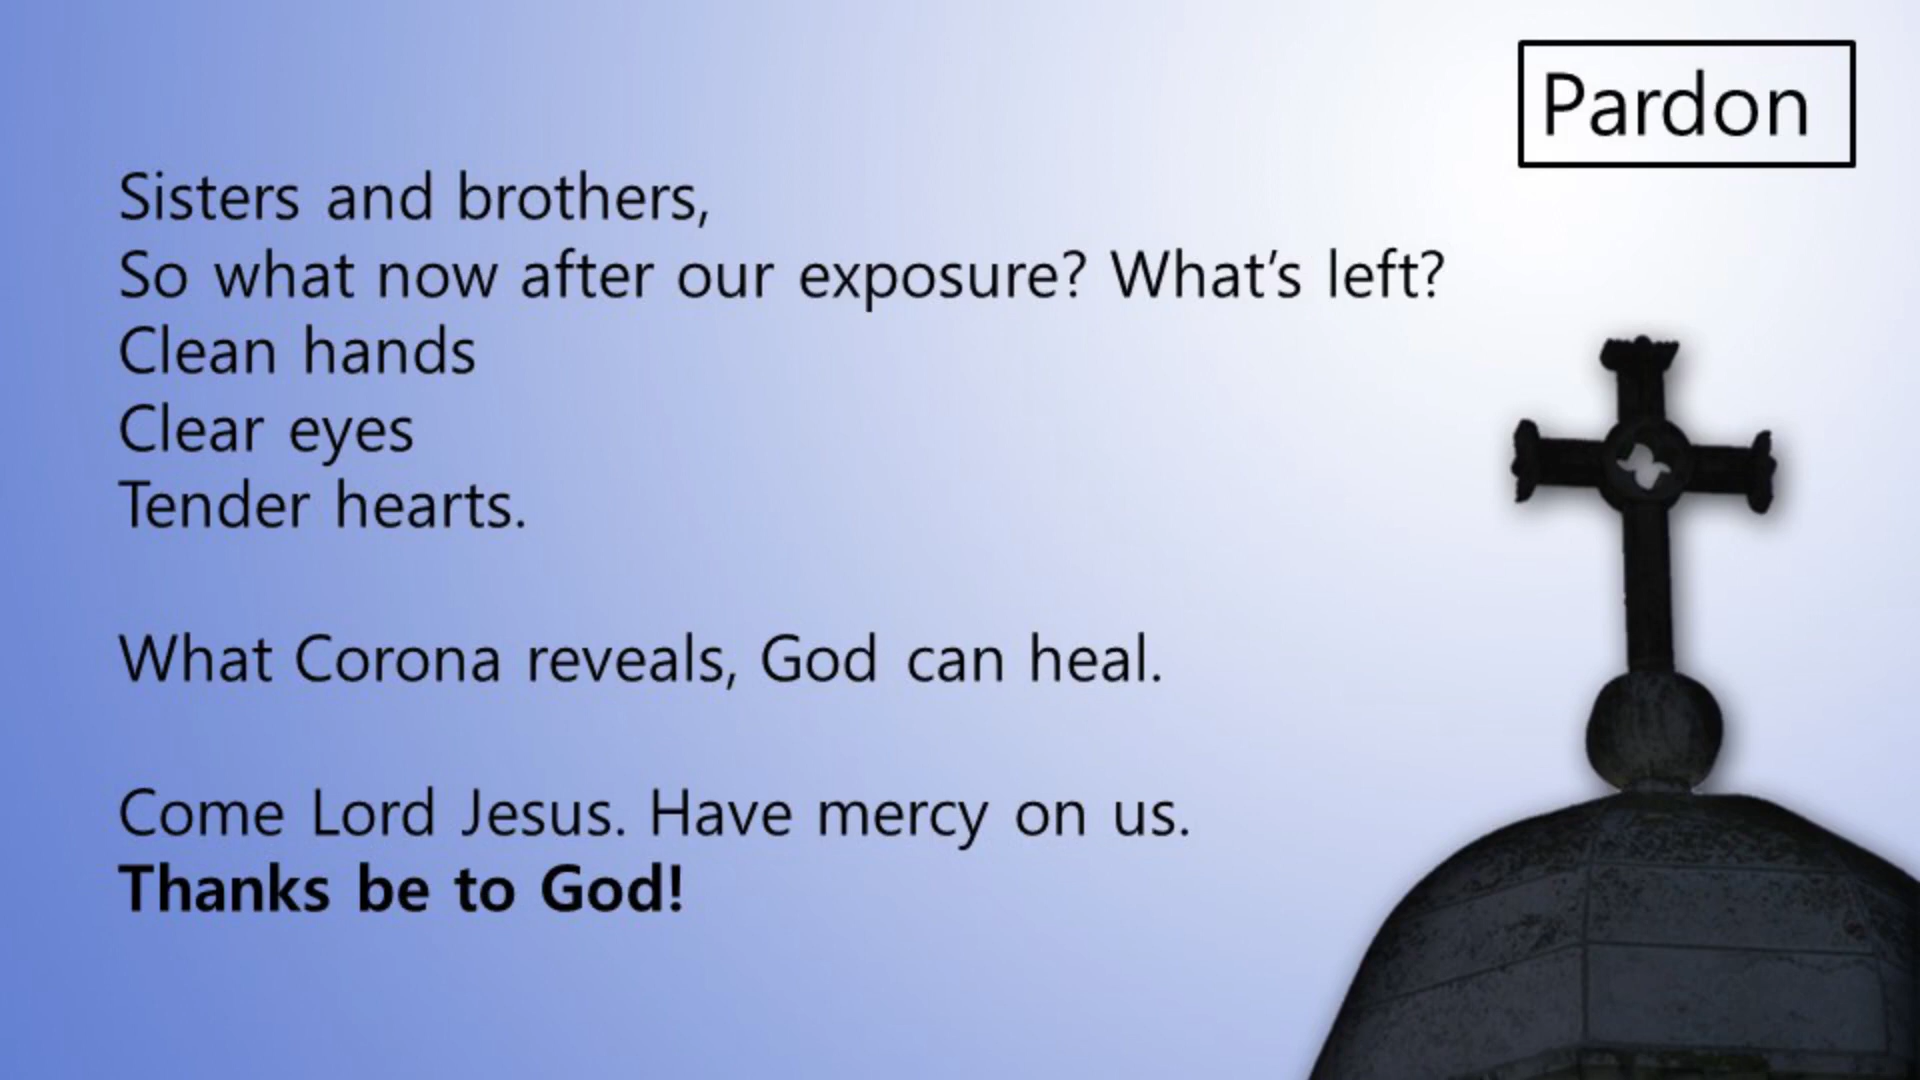 Pardon
Sisters and brothers,
So what now after our exposure? What’s left?
Clean hands
Clear eyes
Tender hearts.
What Corona reveals, God can heal.
Come Lord Jesus. Have mercy on us.
Thanks be to God!